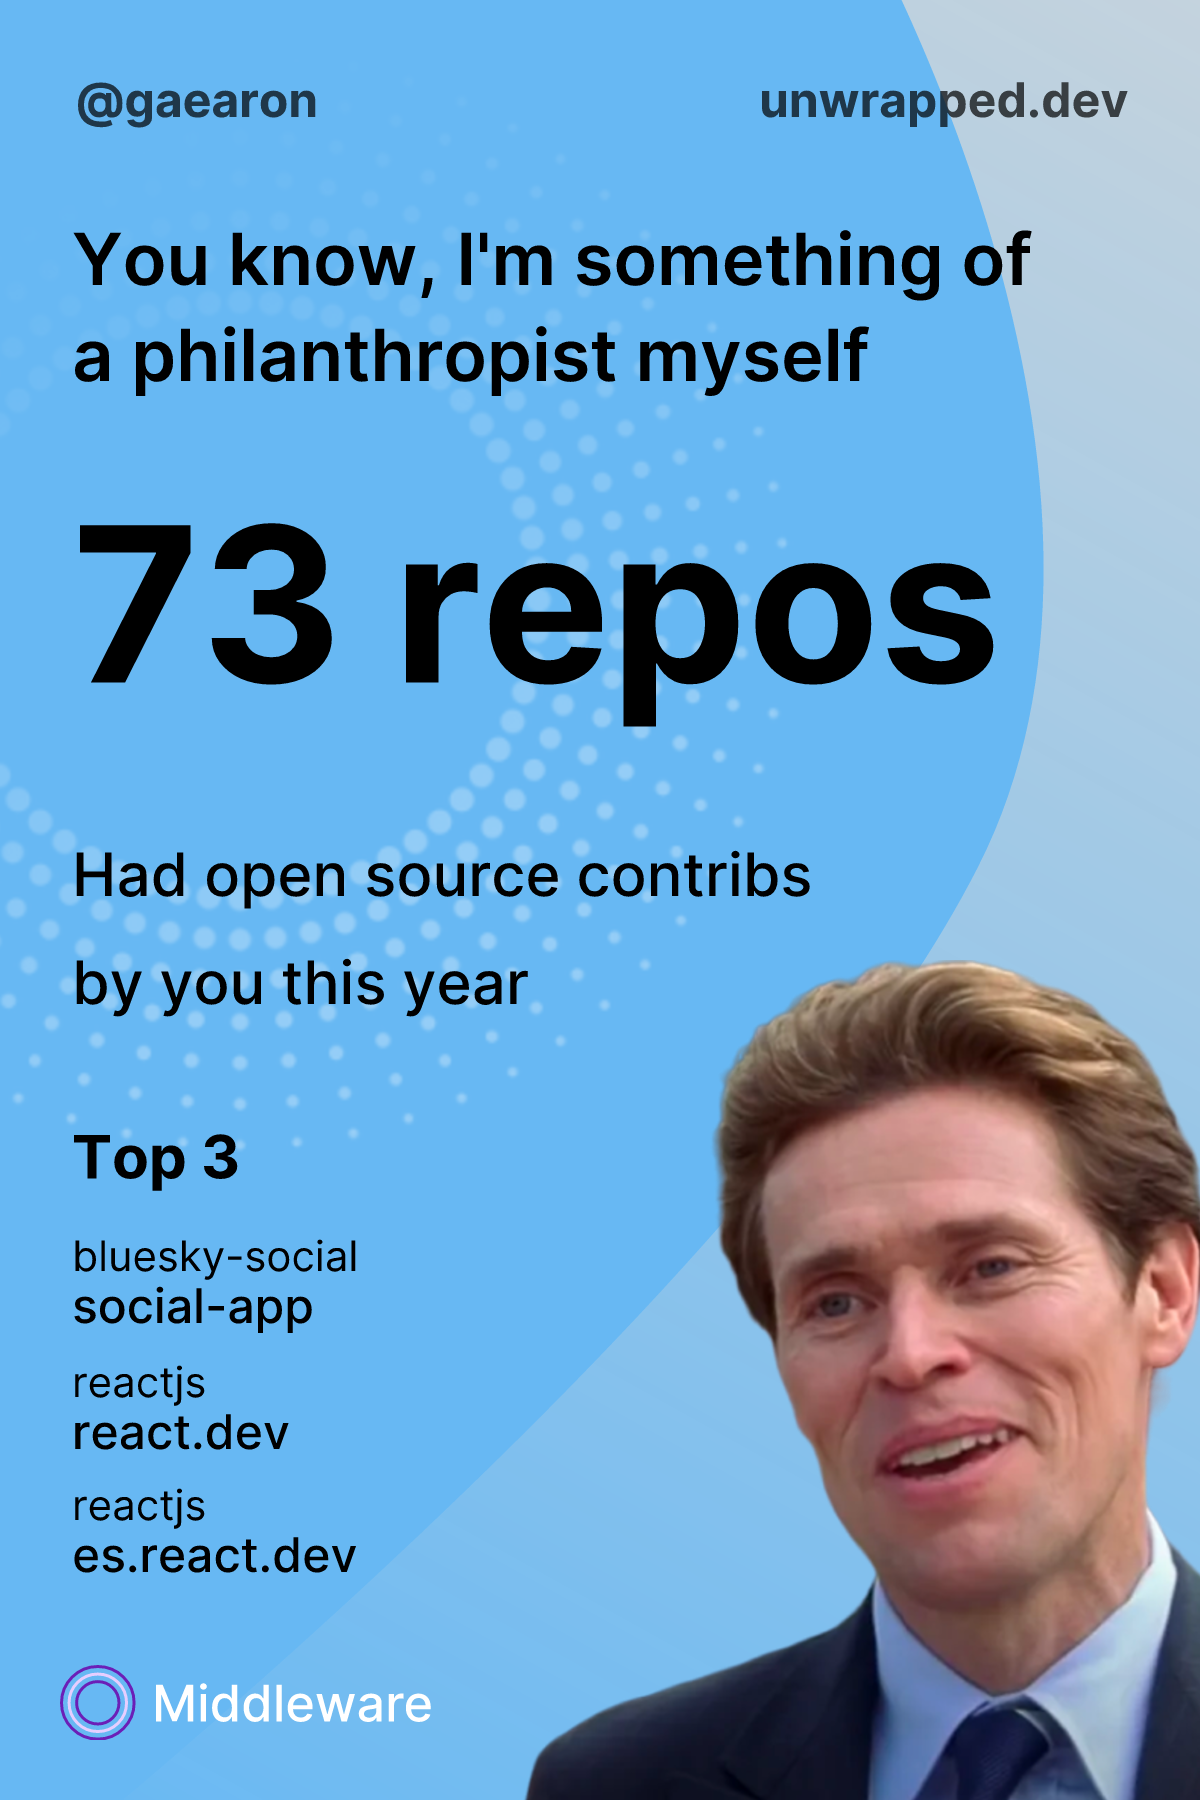 @gaearon
unwrapped.dev
You know, I'm something of
a philanthropist myself
73 repos
Had open source contribs
by you this year
Top 3
bluesky-social
social-app
reactjs
react.dev
reactjs
es.react.dev
Middleware